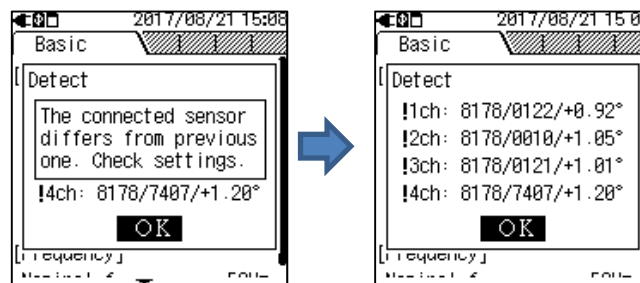 2017/08/21 15:08
Basic
Detect
The connected sensor
differs from previous
one. Check settings.
!4ch: 8178/7407/+1.20°
OK
[Frequency]
2017/08/21 15 0
Basic
Detect
!1ch: 8178/0122/+0.92°
!2ch: 8178/0010/+1.05°
!3ch: 8178/0121/+1.01°
!4ch: 8178/7407/+1.20°
OK
[Frequency]